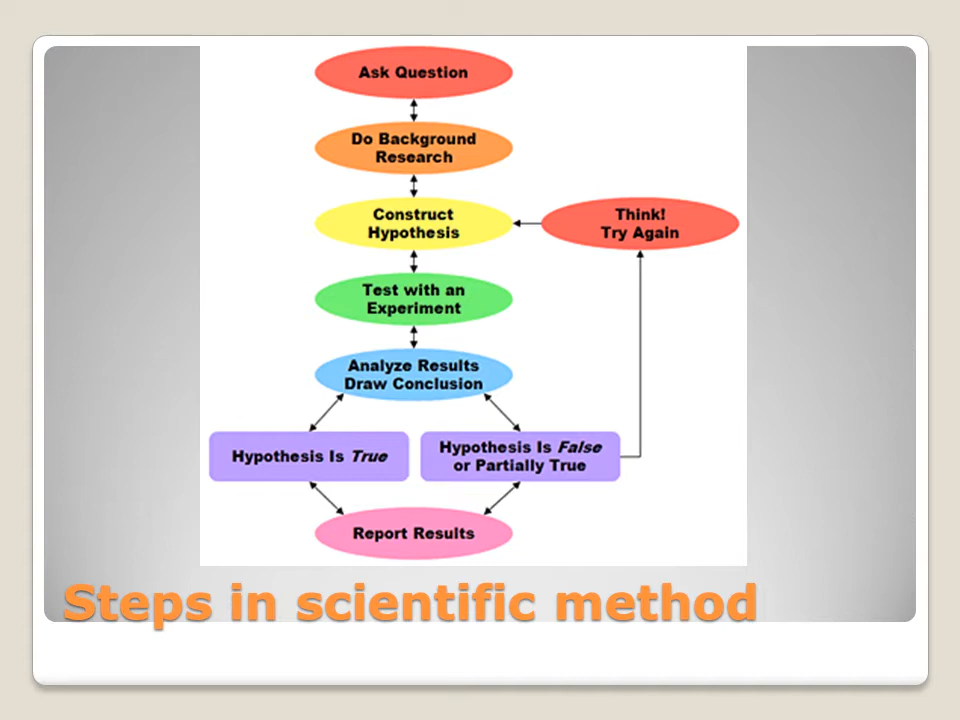 Ask Question
Do Background
Research
Construct
Hypothesis
Think!
Try Again
Test with an
Experiment
Analyze Results
Draw Conclusion
Hypothesis Is True
Hypothesis Is False
or Partially True
Report Results
Steps in scientific method